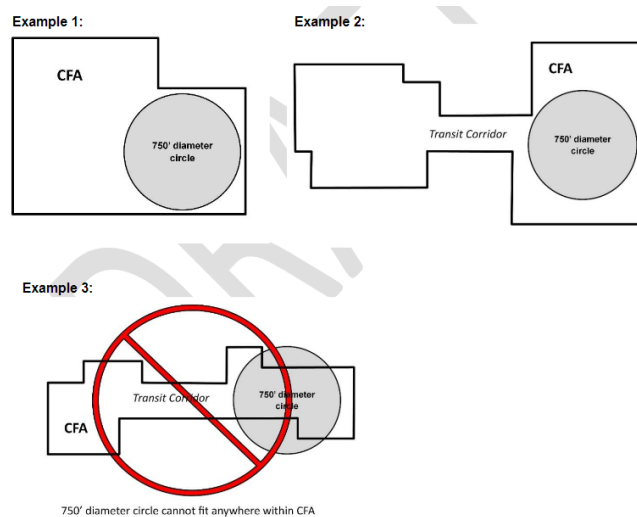 Example 1:
CFA
750' diameter
circle
Example 2:
CFA
Transit Corridor
750' diameter
circle
Example 3:
CFA
Transit Corridor
750' diameter
circle
750' diameter circle cannot fit anywhere within CFA